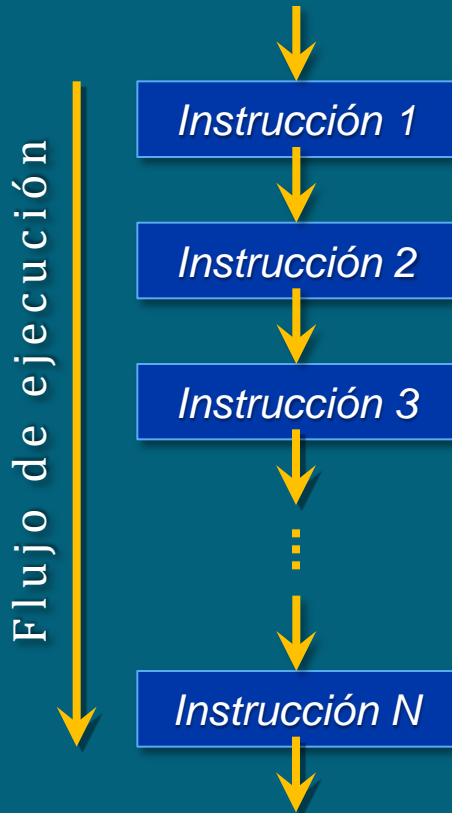 Flujo de ejecución
Instrucción 1
Instrucción 2
Instrucción 3
...
Instrucción N